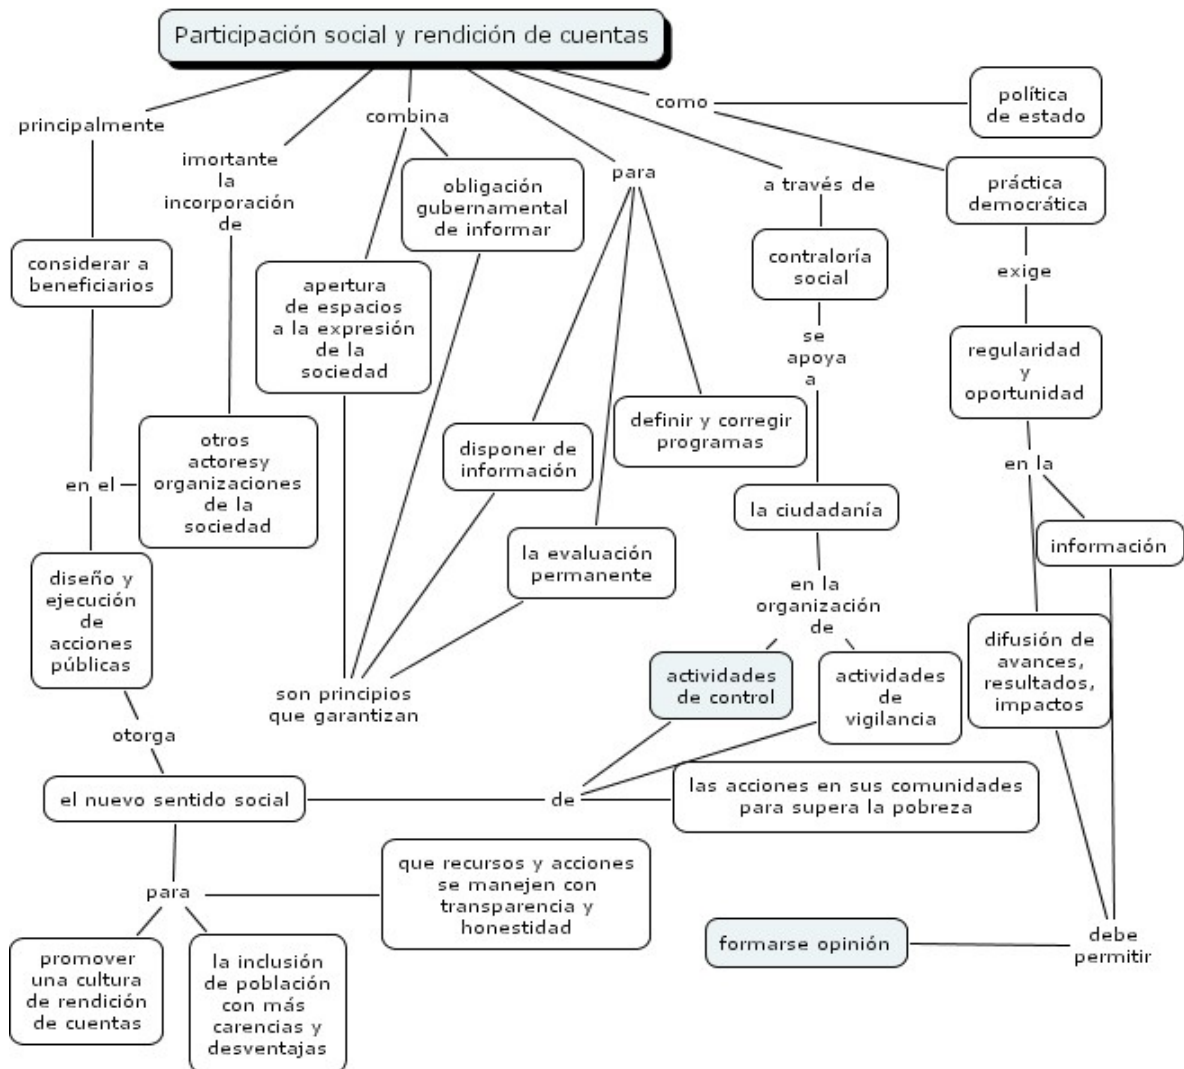 Participación social y rendición de cuentas
principalmente
considerar a
beneficiarios
en el
diseño y
ejecución
de
acciones
públicas
otorga
el nuevo sentido social
para
promover
una cultura
de rendición
de cuentas
la inclusión
de población
con más
carencias y
desventajas
que recursos y acciones
se manejen con
transparencia y
honestidad
imortante
la
incorporación
de
otros
actoresy
organizaciones
de la
sociedad
combina
apertura
de espacios
a la expresión
de la
sociedad
obligación
gubernamental
de informar
son principios
que garantizan
para
disponer de
información
la evaluación
permanente
definir y corregir
programas
a través de
contraloría
social
se
apoya
a
la ciudadanía
en la
organización
de
actividades
de control
actividades
de
vigilancia
de
las acciones en sus comunidades
para supera la pobreza
como
política
de estado
práctica
democrática
exige
regularidad
y
oportunidad
en la
información
difusión de
avances,
resultados,
impactos
debe
permitir
formarse opinión